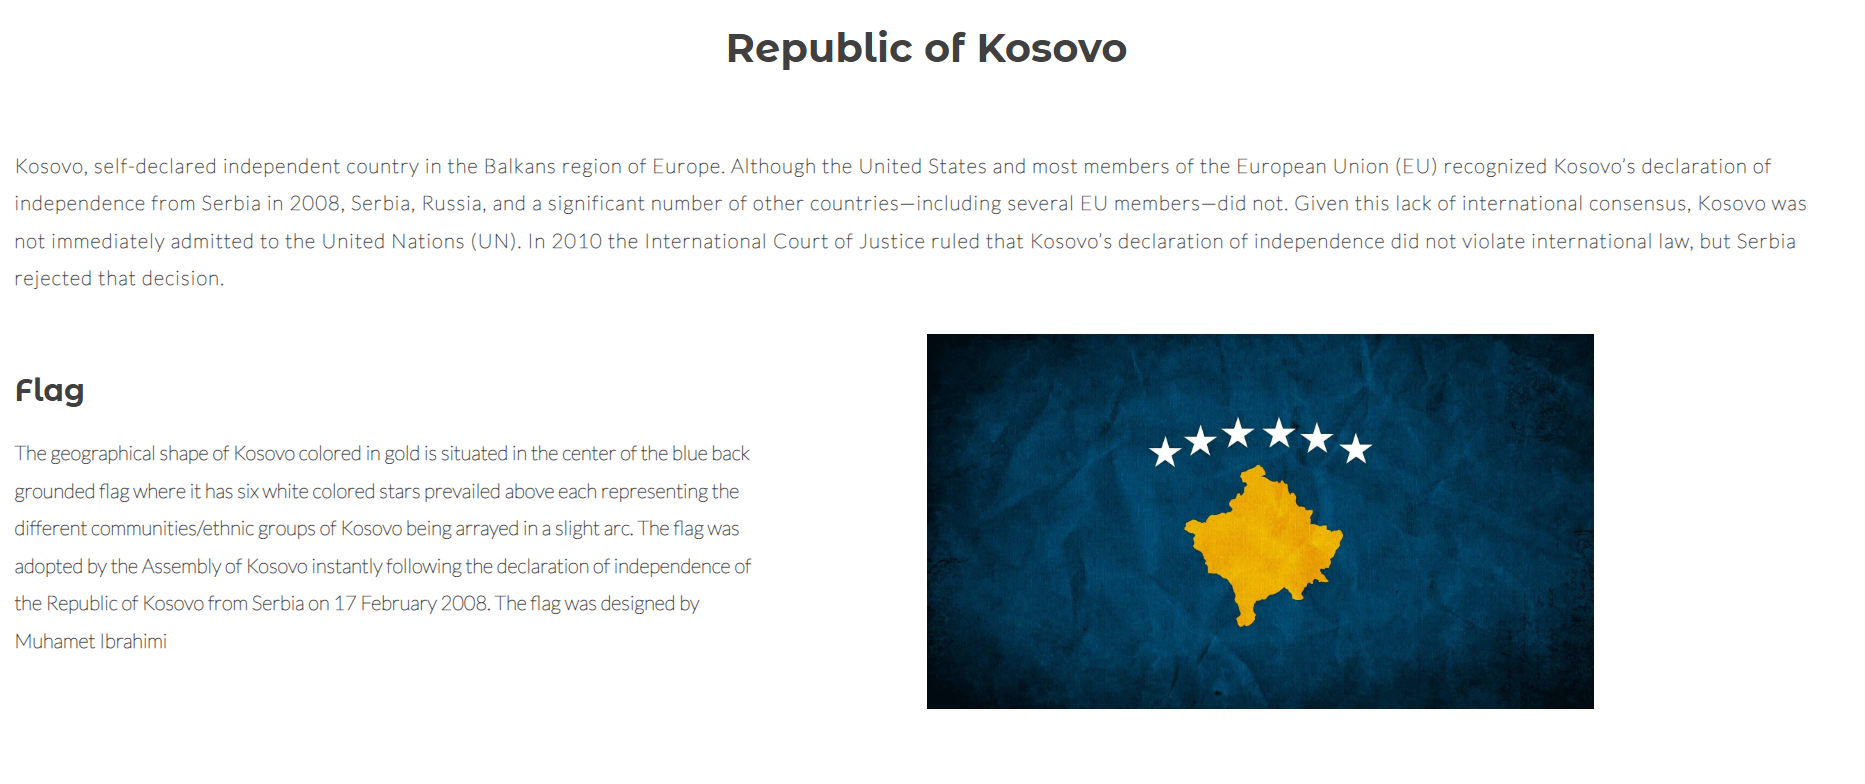 Republic of Kosovo
Kosovo, self-declared independent country in the Balkans region of Europe. Although the United States and most members of the European Union (EU) recognized Kosovo’s declaration of
independence from Serbia in 2008, Serbia, Russia, and a significant number of other countries—including several EU members—did not. Given this lack of international consensus, Kosovo was
not immediately admitted to the United Nations (UN). In 2010 the International Court of Justice ruled that Kosovo’s declaration of independence did not violate international law, but Serbia
rejected that decision.
Flag
The geographical shape of Kosovo colored in gold is situated in the center of the blue back
grounded flag where it has six white colored stars prevailed above each representing the
different communities/ethnic groups of Kosovo being arrayed in a slight arc. The flag was
adopted by the Assembly of Kosovo instantly following the declaration of independence of
the Republic of Kosovo from Serbia on 17 February 2008. The flag was designed by
Muhamet Ibrahimi